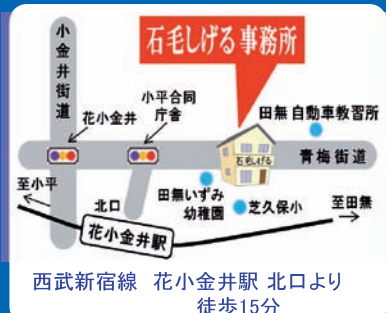 石毛しげる 事務所
小金井街道
花小金井
小平合同
庁舎
田無 自動車教習所
石毛しげる
青梅街道
至小平
北口
田無いずみ
幼稚園
芝久保小
至田無
花小金井駅
西武新宿線 花小金井駅 北口より
徒歩15分